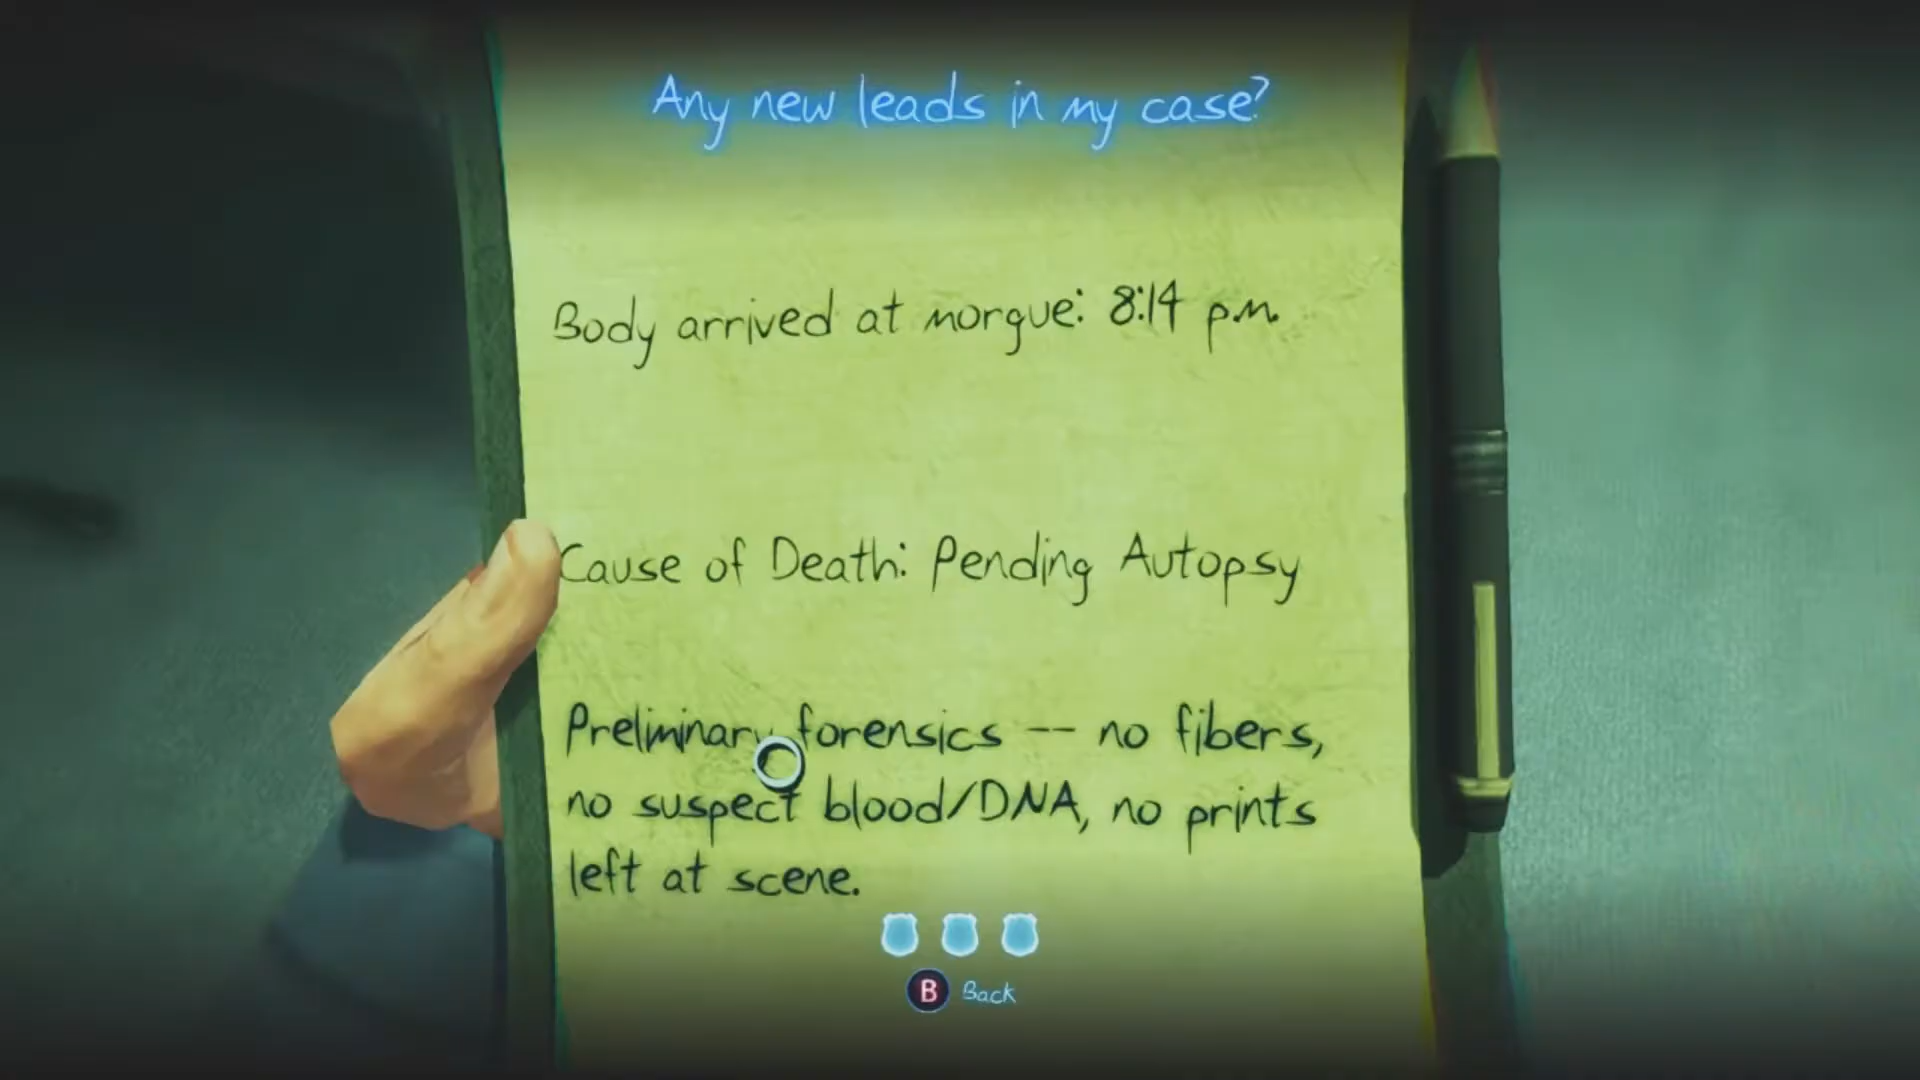 Any new leads in my case?
Body arrived at morgue: 8:14 p.m.
Cause of Death: Pending Autopsy
Preliminary forensics -- no fibers,
no suspect blood/DNA, no prints
left at scene.
B Back